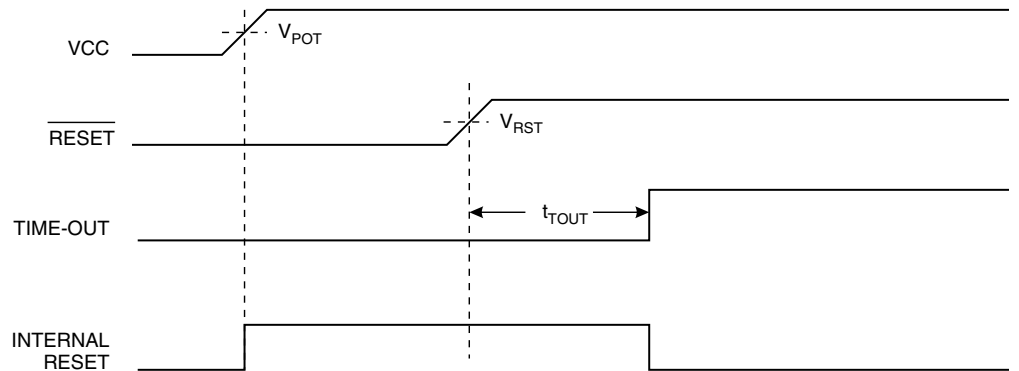 VCC
VPOT
RESET
VRST
TIME-OUT
tTOUT
INTERNAL
RESET